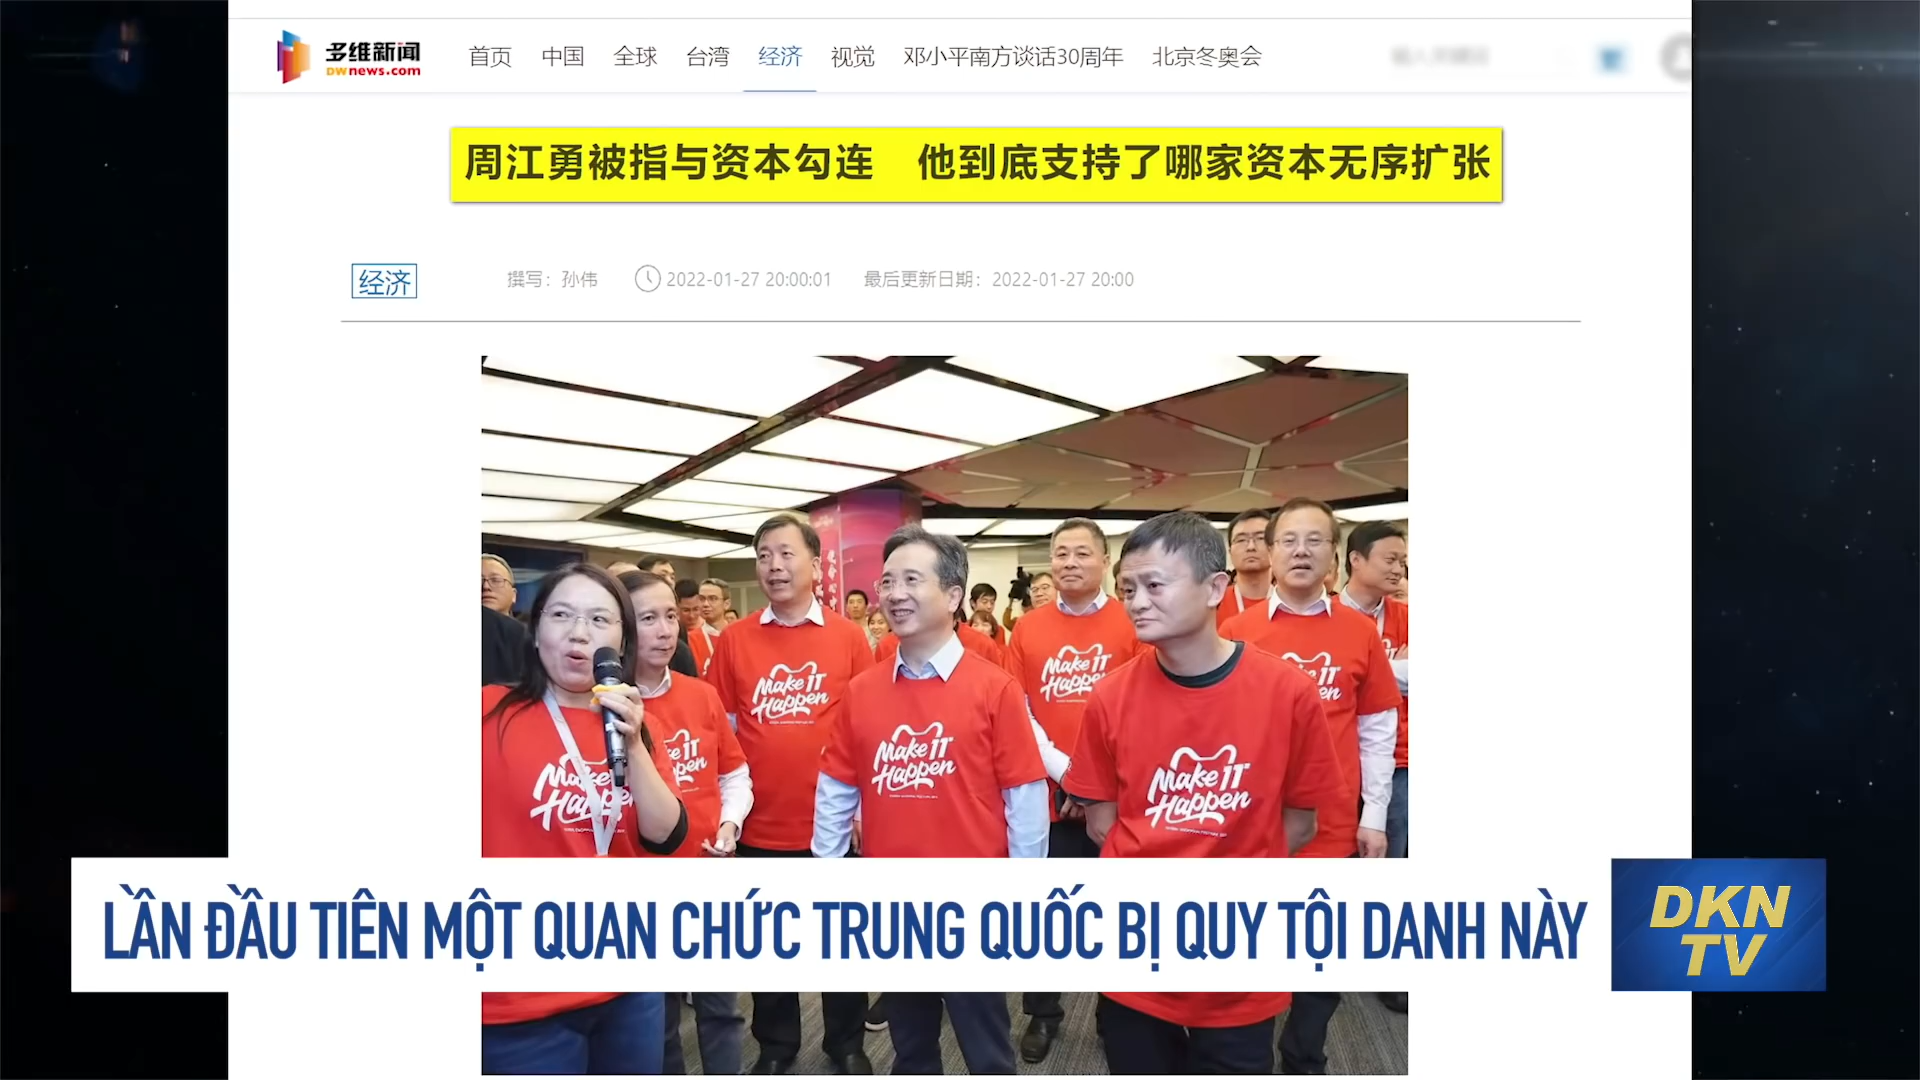 多维新闻
DWnews.com
首页 中国 全球 台湾 经济 视觉 邓小平南方谈话30周年 北京冬奥会
周江勇被指与资本勾连 他到底支持了哪家资本无序扩张
经济 撰写：孙伟 2022-01-27 20:00:01 最后更新日期：2022-01-27 20:00
Make IT
Happen
Make IT
Happen
Make IT
Happen
Make IT
Happen
Make IT
Happen
LẦN ĐẦU TIÊN MỘT QUAN CHỨC TRUNG QUỐC BỊ QUY TỘI DANH NÀY
DKN
TV